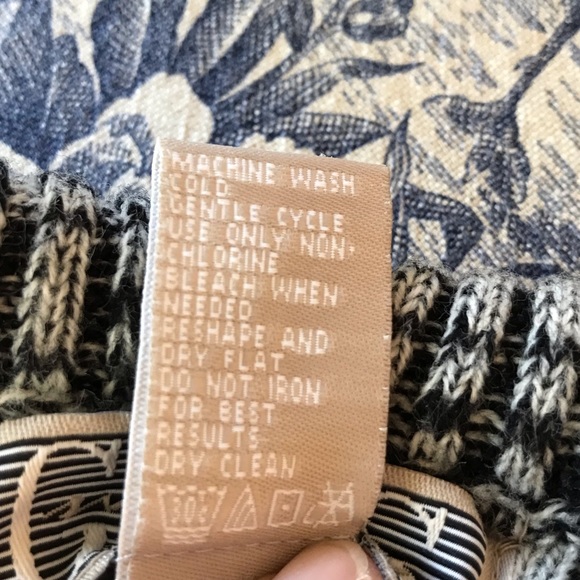 MACHINE WASH
COLD
GENTLE CYCLE
USE ONLY NON-
CHLORINE
BLEACH WHEN
NEEDED
RESHAPE AND
DRY FLAT
DO NOT IRON
FOR BEST
RESULTS
DRY CLEAN
30